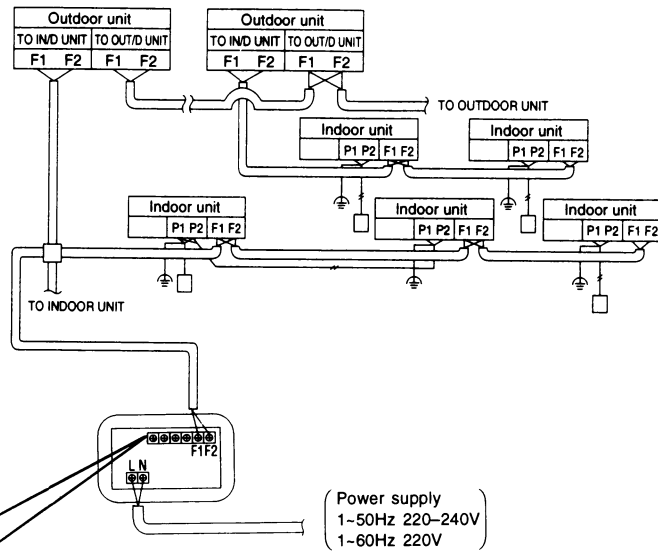 Outdoor unit
TO IN/D UNIT TO OUT/D UNIT
F1 F2 F1 F2
Outdoor unit
TO IN/D UNIT TO OUT/D UNIT
F1 F2 F1 F2
TO OUTDOOR UNIT
Indoor unit
P1 P2 F1 F2
Indoor unit
P1 P2 F1 F2
Indoor unit
P1 P2 F1 F2
Indoor unit
P1 P2 F1 F2
Indoor unit
P1 P2 F1 F2
TO INDOOR UNIT
F1F2
L N
Power supply
1~50Hz 220–240V
1~60Hz 220V